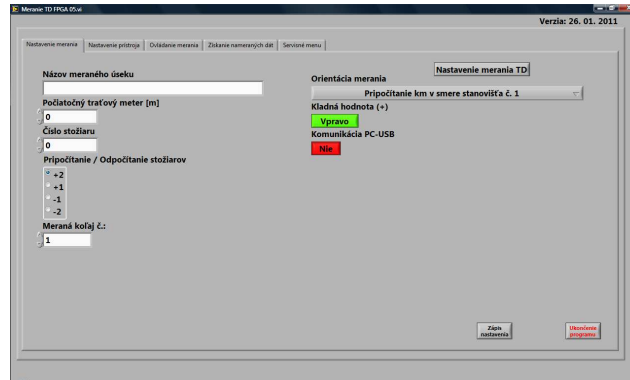 Meranie TD FPGA 05.vi
Verzia: 26. 01. 2011
Nastavenie merania
Nastavenie prístroja
Ovládanie merania
Získanie nameraných dát
Servisné menu
Názov meraného úseku
Počiatočný traťový meter [m]
0
Číslo stožiaru
0
Pripočítanie / Odpočítanie stožiarov
+2
+1
-1
-2
Meraná koľaj č.:
1
Nastavenie merania TD
Orientácia merania
Pripočítanie km v smere stanovišťa č. 1
Kladná hodnota (+)
Vpravo
Komunikácia PC-USB
Nie
Zápis
nastavenia
Ukončenie
programu